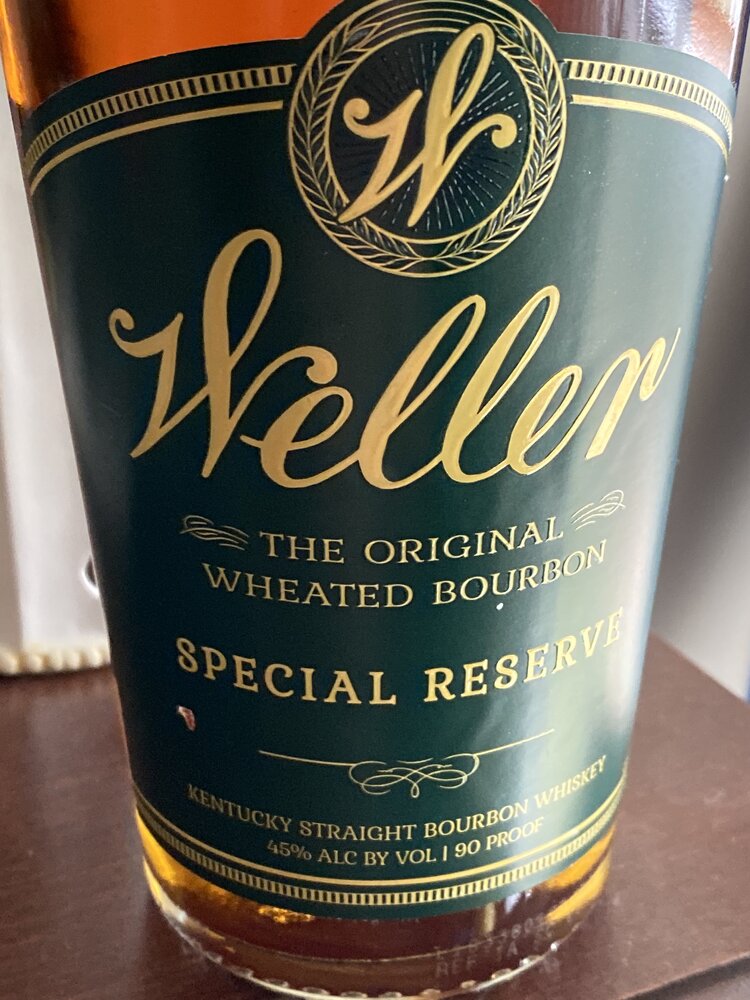 W
Weller
THE ORIGINAL
WHEATED BOURBON
SPECIAL RESERVE
KENTUCKY STRAIGHT BOURBON WHISKEY
45% ALC BY VOL | 90 PROOF